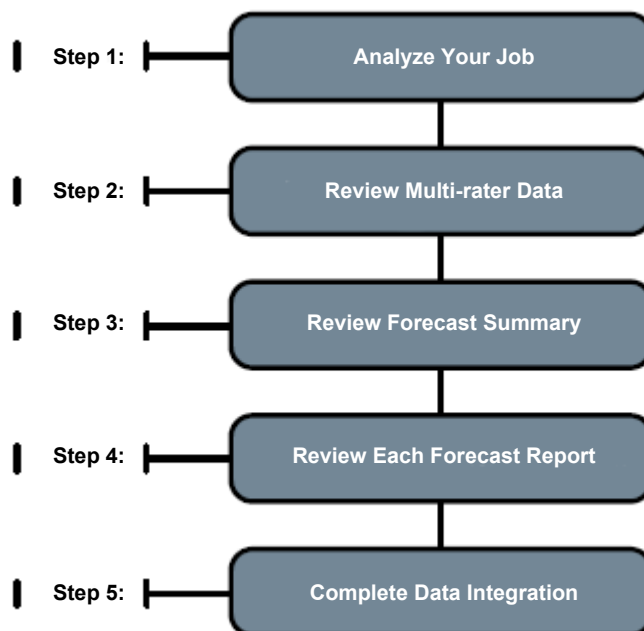 Step 1: Analyze Your Job
Step 2: Review Multi-rater Data
Step 3: Review Forecast Summary
Step 4: Review Each Forecast Report
Step 5: Complete Data Integration